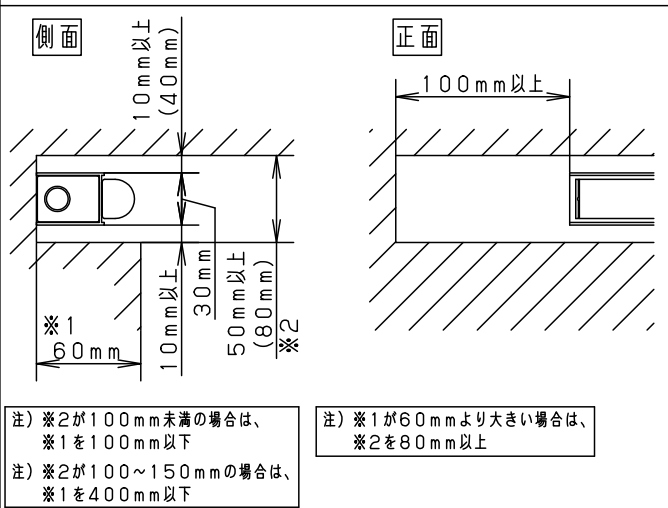 側面
正面
10mm以上
(40mm)
100mm以上
10mm以上
30mm
50mm以上
(80mm)
※2
※1
60mm
注）※2が100mm未満の場合は、
※1を100mm以下
注）※2が100～150mmの場合は、
※1を400mm以下
注）※1が60mmより大きい場合は、
※2を80mm以上